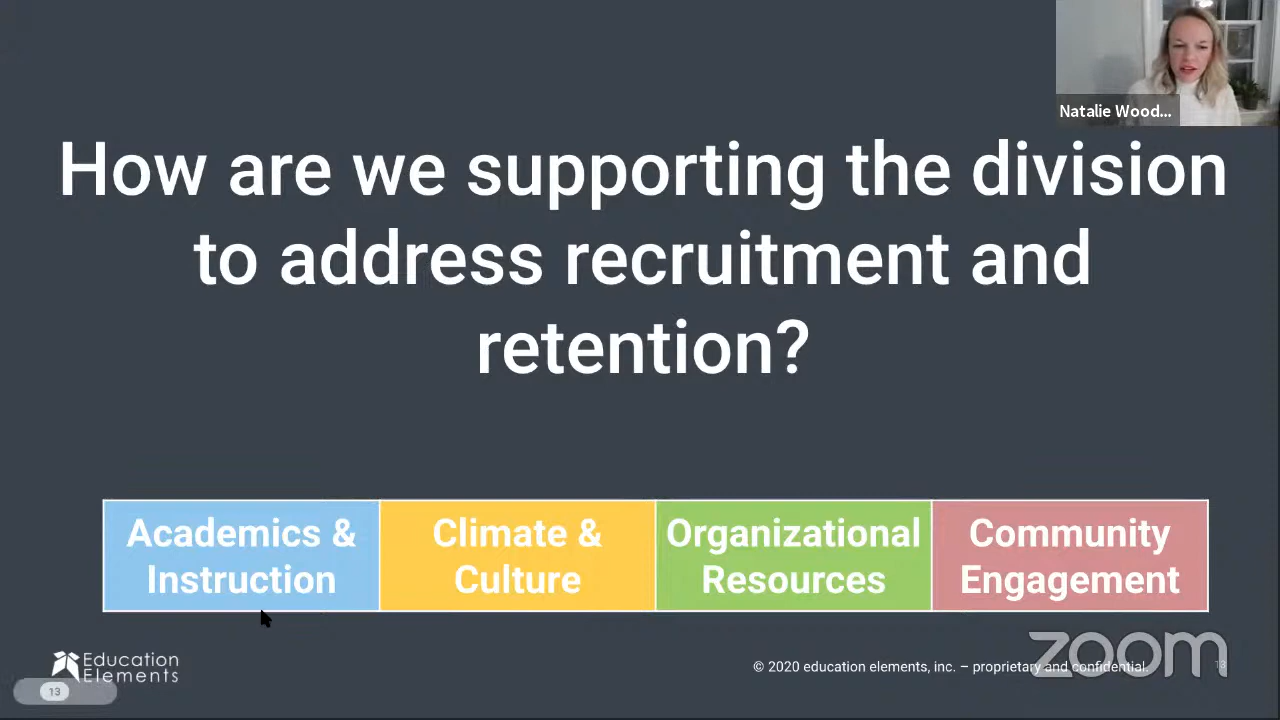 Natalie Wood...
How are we supporting the division
to address recruitment and
retention?
Academics &
Instruction
Climate &
Culture
Organizational
Resources
Community
Engagement
Education
Elements
13
© 2020 education elements, inc. – proprietary and confidential.
13
zoom